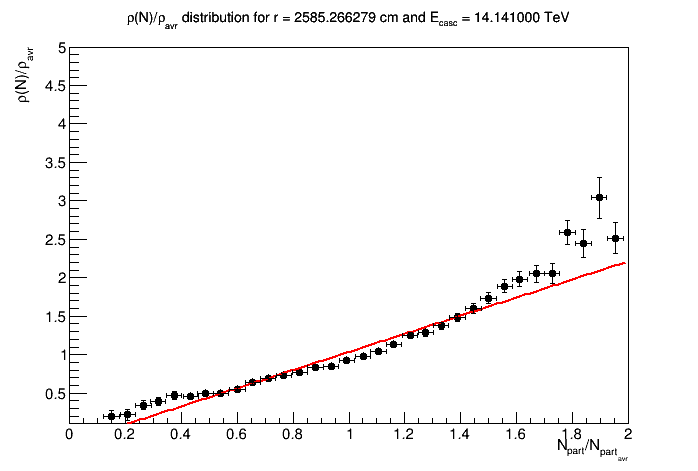 ρ(N)/ρavr distribution for r = 2585.266279 cm and Ecasc = 14.141000 TeV
ρ(N)/ρavr
5
4.5
4
3.5
3
2.5
2
1.5
1
0.5
0 0.2 0.4 0.6 0.8 1 1.2 1.4 1.6 1.8 2
Npart/Npartavr